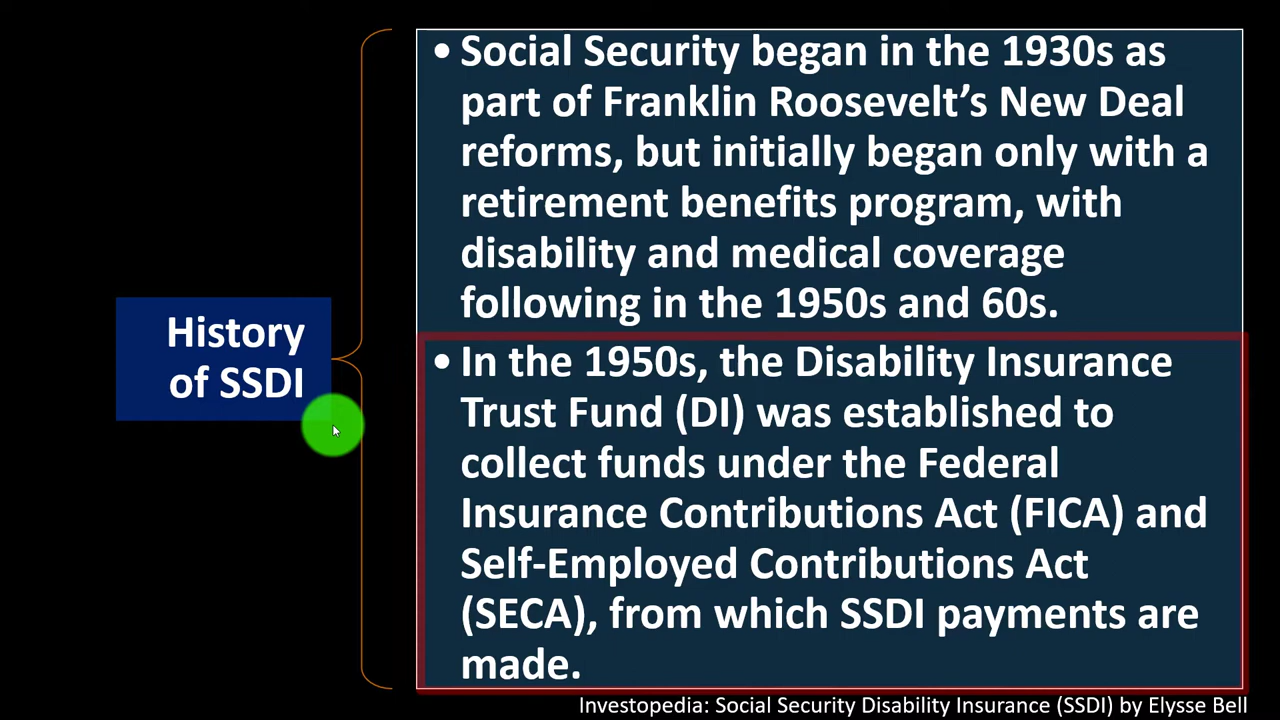 History
of SSDI
• Social Security began in the 1930s as
part of Franklin Roosevelt’s New Deal
reforms, but initially began only with a
retirement benefits program, with
disability and medical coverage
following in the 1950s and 60s.
• In the 1950s, the Disability Insurance
Trust Fund (DI) was established to
collect funds under the Federal
Insurance Contributions Act (FICA) and
Self-Employed Contributions Act
(SECA), from which SSDI payments are
made.
Investopedia: Social Security Disability Insurance (SSDI) by Elysse Bell